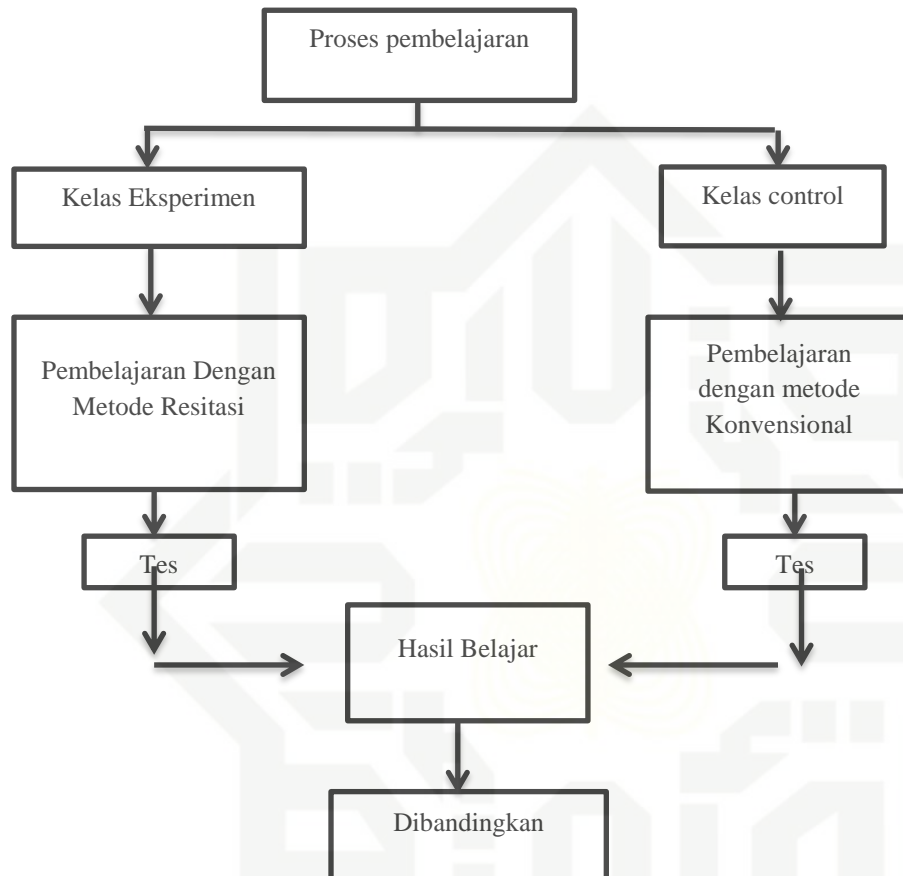 Proses pembelajaran
Kelas Eksperimen
Kelas control
Pembelajaran Dengan
Metode Resitasi
Pembelajaran
dengan metode
Konvensional
Tes
Tes
Hasil Belajar
Dibandingkan